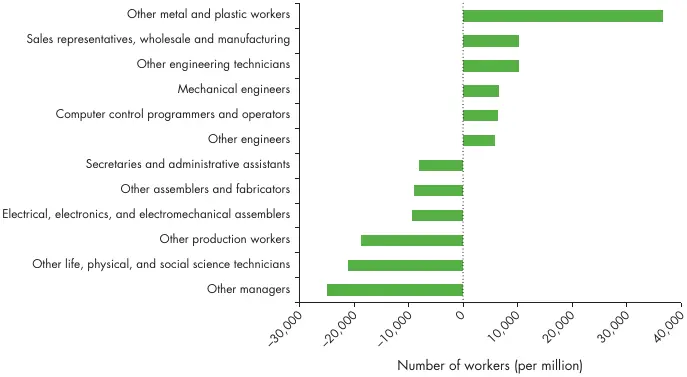 Other metal and plastic workers
Sales representatives, wholesale and manufacturing
Other engineering technicians
Mechanical engineers
Computer control programmers and operators
Other engineers
Secretaries and administrative assistants
Other assemblers and fabricators
Electrical, electronics, and electromechanical assemblers
Other production workers
Other life, physical, and social science technicians
Other managers
–30,000
–20,000
–10,000
0
10,000
20,000
30,000
40,000
Number of workers (per million)